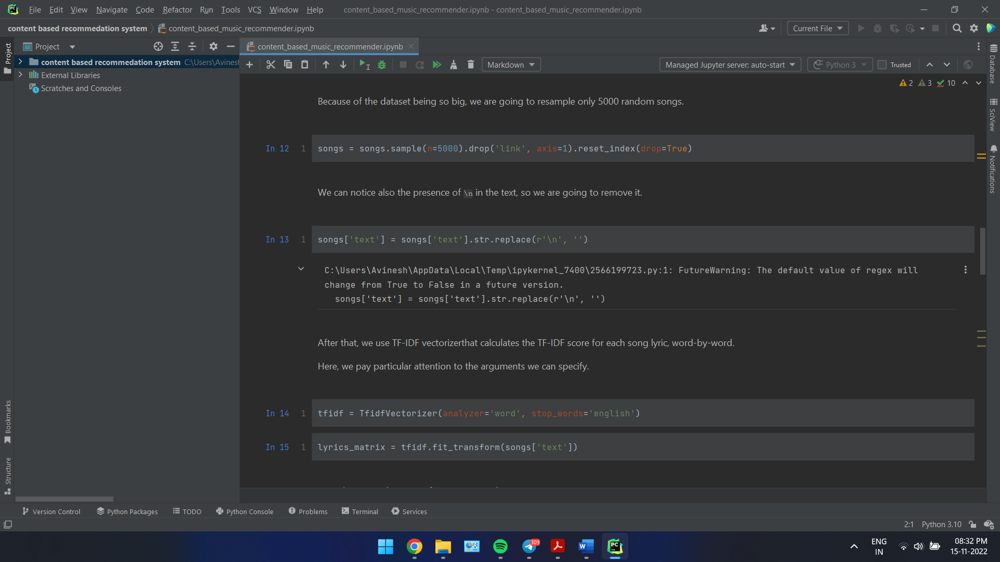 File Edit View Navigate Code Refactor Run Tools VCS Window Help content_based_music_recommender.ipynb - content_based_music_recommender.ipynb
content based recommedation system content_based_music_recommender.ipynb Current File
Project content_based_music_recommender.ipynb
content based recommedation system C:\Users\Avinesh
External Libraries
Scratches and Consoles
Markdown Managed Jupyter server: auto-start Python 3 Trusted
2 3 10
Because of the dataset being so big, we are going to resample only 5000 random songs.
In 12 1 songs = songs.sample(n=5000).drop('link', axis=1).reset_index(drop=True)
We can notice also the presence of \n in the text, so we are going to remove it.
In 13 1 songs['text'] = songs['text'].str.replace(r'\n', '')
C:\Users\Avinesh\AppData\Local\Temp\ipykernel_7400\2566199723.py:1: FutureWarning: The default value of regex will
change from True to False in a future version.
songs['text'] = songs['text'].str.replace(r'\n', '')
After that, we use TF-IDF vectorizerthat calculates the TF-IDF score for each song lyric, word-by-word.
Here, we pay particular attention to the arguments we can specify.
In 14 1 tfidf = TfidfVectorizer(analyzer='word', stop_words='english')
In 15 1 lyrics_matrix = tfidf.fit_transform(songs['text'])
Project
Bookmarks
Structure
Database
SciView
Notifications
Version Control Python Packages TODO Python Console Problems Terminal Services
2:1 Python 3.10
PC
309
W
PC
ENG
IN
08:32 PM
15-11-2022